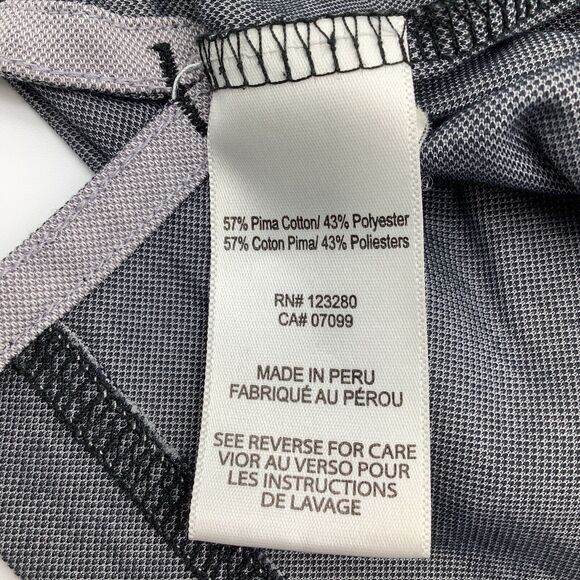 57% Pima Cotton/ 43% Polyester
57% Coton Pima/ 43% Poliesters
RN# 123280
CA# 07099
MADE IN PERU
FABRIQUÉ AU PÉROU
SEE REVERSE FOR CARE
VIOR AU VERSO POUR
LES INSTRUCTIONS
DE LAVAGE